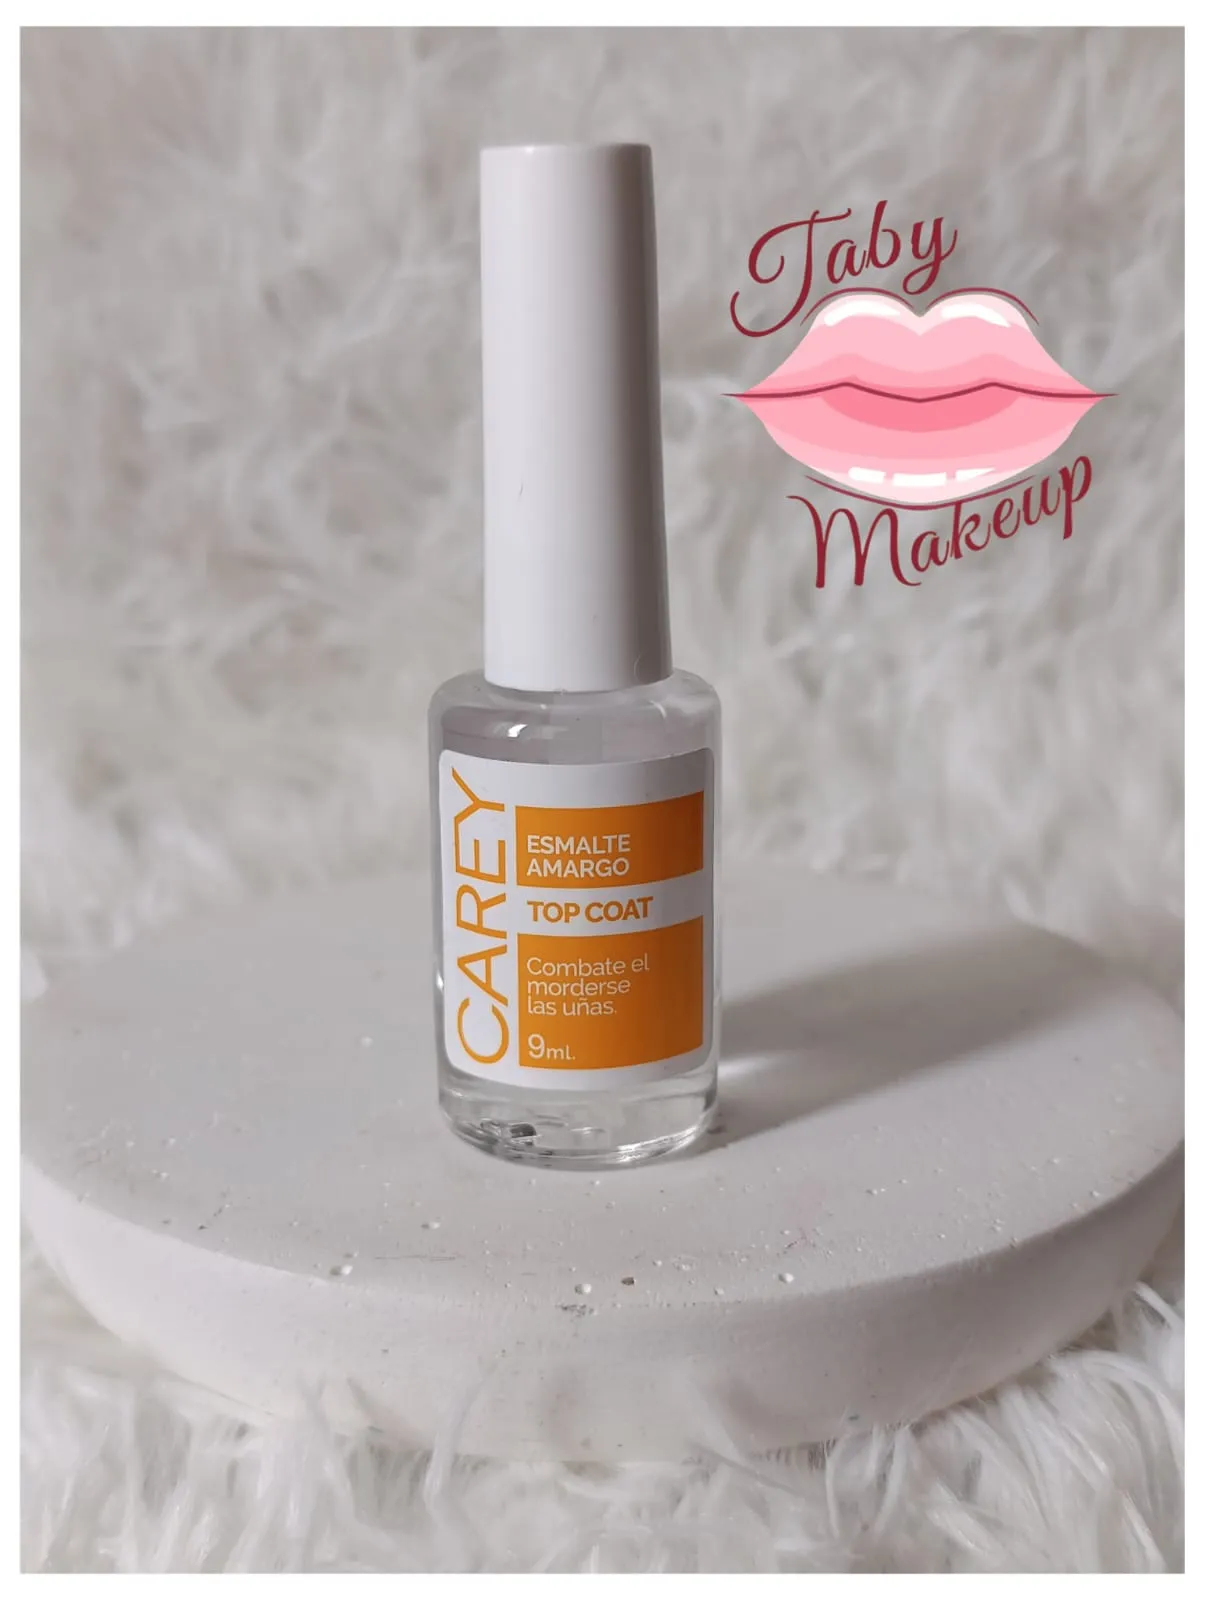 Taby
Makeup
CAREY
ESMALTE
AMARGO
TOP COAT
Combate el
morderse
las uñas.
9ml.